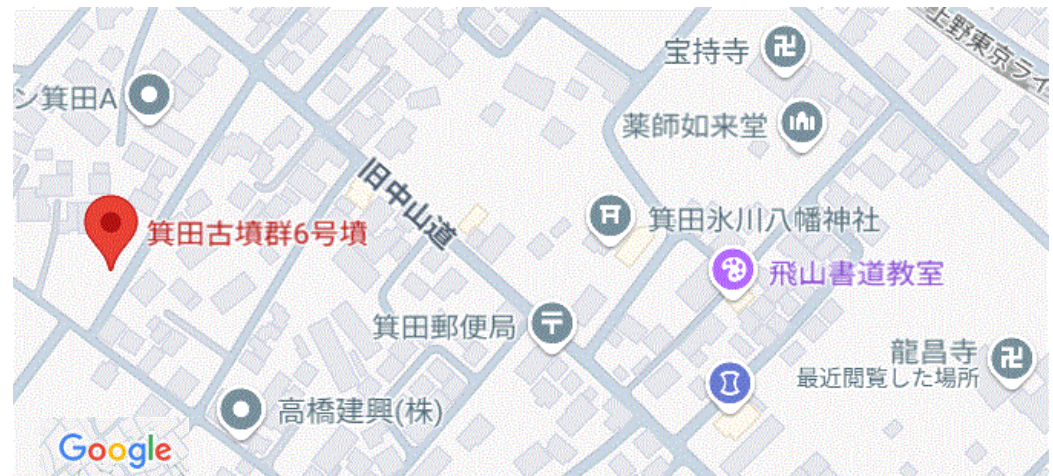 宝持寺
上野東京ライ
ン箕田A
薬師如来堂
旧中山道
箕田古墳群6号墳
箕田氷川八幡神社
飛山書道教室
箕田郵便局
龍昌寺
最近閲覧した場所
高橋建興(株)
Google